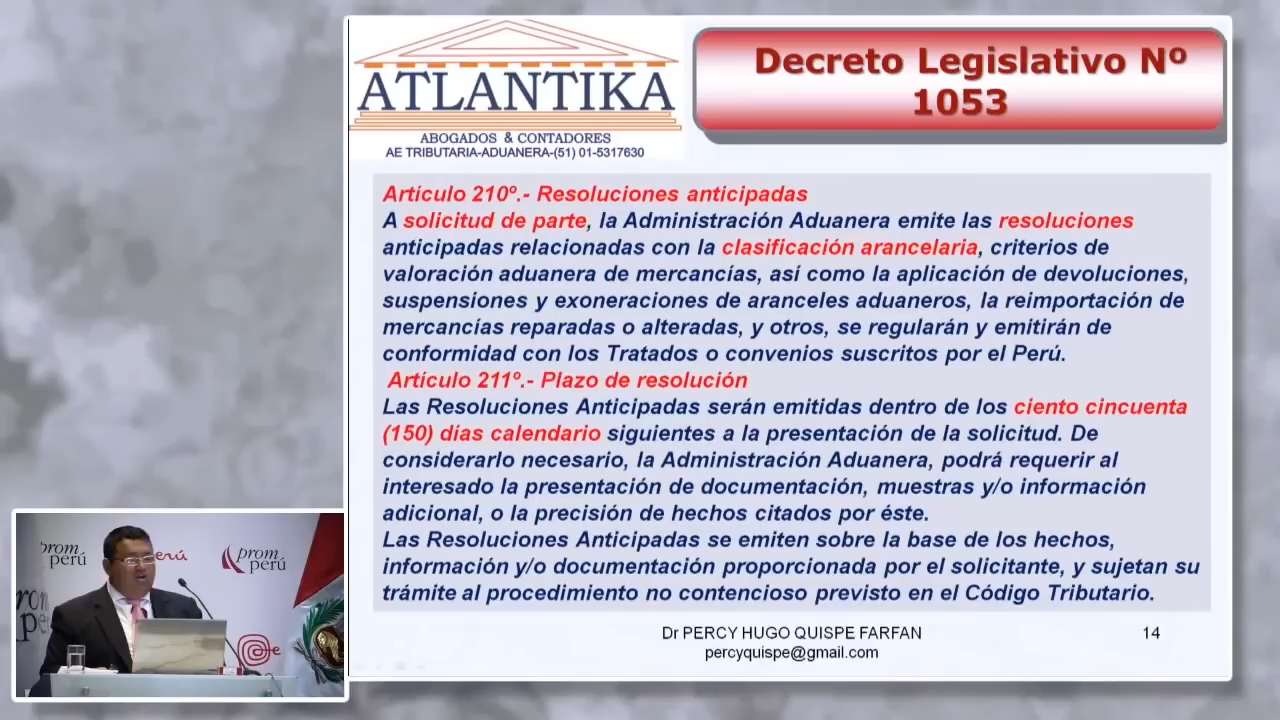 ATLANTIKA
ABOGADOS & CONTADORES
AE TRIBUTARIA-ADUANERA-(51) 01-5317630
Decreto Legislativo Nº
1053
Artículo 210º.- Resoluciones anticipadas
A solicitud de parte, la Administración Aduanera emite las resoluciones
anticipadas relacionadas con la clasificación arancelaria, criterios de
valoración aduanera de mercancías, así como la aplicación de devoluciones,
suspensiones y exoneraciones de aranceles aduaneros, la reimportación de
mercancías reparadas o alteradas, y otros, se regularán y emitirán de
conformidad con los Tratados o convenios suscritos por el Perú.
Artículo 211º.- Plazo de resolución
Las Resoluciones Anticipadas serán emitidas dentro de los ciento cincuenta
(150) días calendario siguientes a la presentación de la solicitud. De
considerarlo necesario, la Administración Aduanera, podrá requerir al
interesado la presentación de documentación, muestras y/o información
adicional, o la precisión de hechos citados por éste.
Las Resoluciones Anticipadas se emiten sobre la base de los hechos,
información y/o documentación proporcionada por el solicitante, y sujetan su
trámite al procedimiento no contencioso previsto en el Código Tributario.
Dr PERCY HUGO QUISPE FARFAN
14
percyquispe@gmail.com
prom
perú
prom
perú